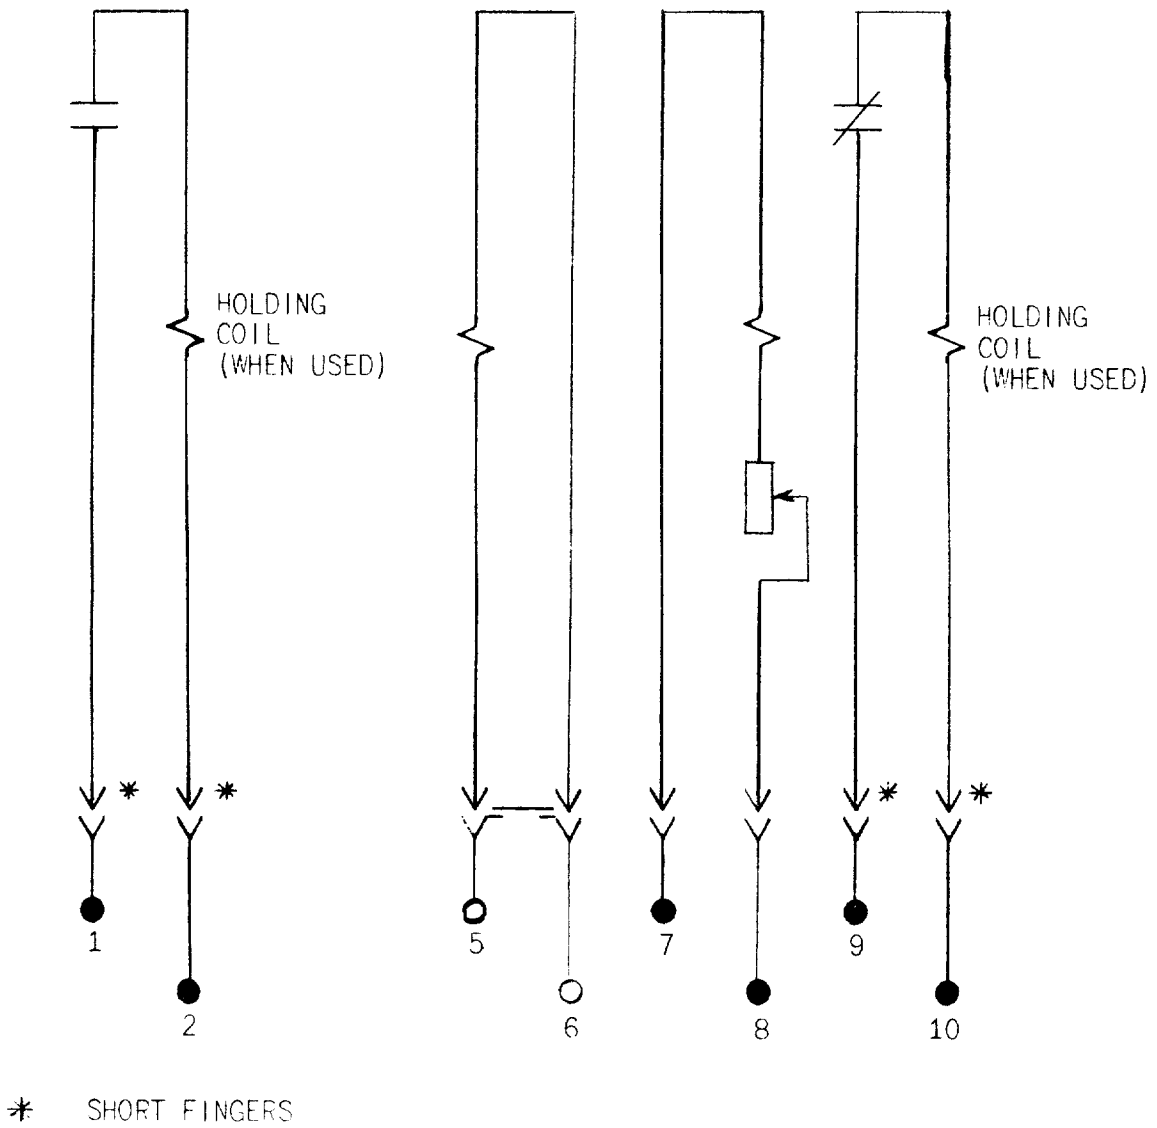 HOLDING
COIL
(WHEN USED)
HOLDING
COIL
(WHEN USED)
*
*
*
*
1
5
7
9
2
6
8
10
* SHORT FINGERS